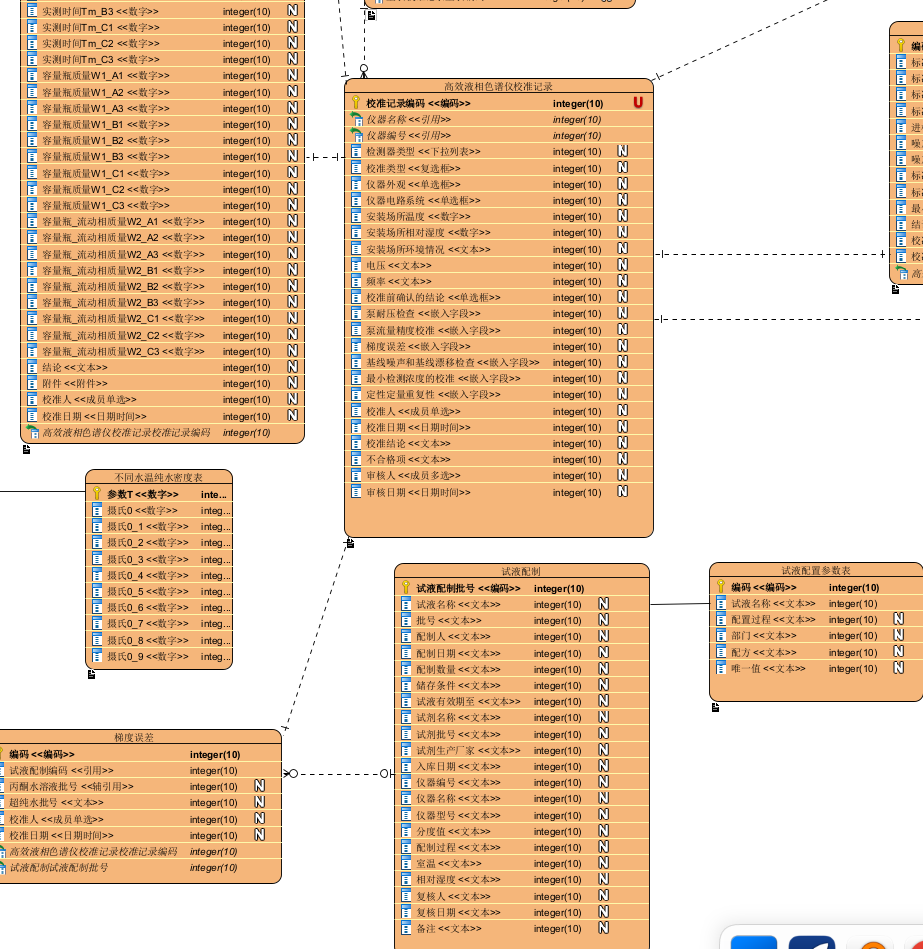 实测时间Tm_B3 <<数字>> integer(10) N
实测时间Tm_C1 <<数字>> integer(10) N
实测时间Tm_C2 <<数字>> integer(10) N
实测时间Tm_C3 <<数字>> integer(10) N
容量瓶质量W1_A1 <<数字>> integer(10) N
容量瓶质量W1_A2 <<数字>> integer(10) N
容量瓶质量W1_A3 <<数字>> integer(10) N
容量瓶质量W1_B1 <<数字>> integer(10) N
容量瓶质量W1_B2 <<数字>> integer(10) N
容量瓶质量W1_B3 <<数字>> integer(10) N
容量瓶质量W1_C1 <<数字>> integer(10) N
容量瓶质量W1_C2 <<数字>> integer(10) N
容量瓶质量W1_C3 <<数字>> integer(10) N
容量瓶_流动相质量W2_A1 <<数字>> integer(10) N
容量瓶_流动相质量W2_A2 <<数字>> integer(10) N
容量瓶_流动相质量W2_A3 <<数字>> integer(10) N
容量瓶_流动相质量W2_B1 <<数字>> integer(10) N
容量瓶_流动相质量W2_B2 <<数字>> integer(10) N
容量瓶_流动相质量W2_B3 <<数字>> integer(10) N
容量瓶_流动相质量W2_C1 <<数字>> integer(10) N
容量瓶_流动相质量W2_C2 <<数字>> integer(10) N
容量瓶_流动相质量W2_C3 <<数字>> integer(10) N
结论 <<文本>> integer(10) N
附件 <<附件>> integer(10) N
校准人 <<成员单选>> integer(10) N
校准日期 <<日期时间>> integer(10) N
高效液相色谱仪校准记录校准记录编码 integer(10)
高效液相色谱仪校准记录
校准记录编码 <<编码>> integer(10) U
仪器名称 <<引用>> integer(10)
仪器编号 <<引用>> integer(10)
检测器类型 <<下拉列表>> integer(10) N
校准类型 <<复选框>> integer(10) N
仪器外观 <<单选框>> integer(10) N
仪器电路系统 <<单选框>> integer(10) N
安装场所温度 <<数字>> integer(10) N
安装场所相对湿度 <<数字>> integer(10) N
安装场所环境情况 <<文本>> integer(10) N
电压 <<文本>> integer(10) N
频率 <<文本>> integer(10) N
校准前确认的结论 <<单选框>> integer(10) N
泵耐压检查 <<嵌入字段>> integer(10) N
泵流量精度校准 <<嵌入字段>> integer(10) N
梯度误差 <<嵌入字段>> integer(10) N
基线噪声和基线漂移检查 <<嵌入字段>> integer(10) N
最小检测浓度的校准 <<嵌入字段>> integer(10) N
定性定量重复性 <<嵌入字段>> integer(10) N
校准人 <<成员单选>> integer(10) N
校准日期 <<日期时间>> integer(10) N
校准结论 <<文本>> integer(10) N
不合格项 <<文本>> integer(10) N
审核人 <<成员多选>> integer(10) N
审核日期 <<日期时间>> integer(10) N
编码
标
标
标
标
进
噪
噪
标
标
最
结
校
校
高
不同水温纯水密度表
参数T <<数字>> inte...
摄氏0 <<数字>> integ...
摄氏0_1 <<数字>> integ...
摄氏0_2 <<数字>> integ...
摄氏0_3 <<数字>> integ...
摄氏0_4 <<数字>> integ...
摄氏0_5 <<数字>> integ...
摄氏0_6 <<数字>> integ...
摄氏0_7 <<数字>> integ...
摄氏0_8 <<数字>> integ...
摄氏0_9 <<数字>> integ...
梯度误差
编码 <<编码>> integer(10)
试液配制编码 <<引用>> integer(10)
丙酮水溶液批号 <<辅引用>> integer(10) N
超纯水批号 <<文本>> integer(10) N
校准人 <<成员单选>> integer(10) N
校准日期 <<日期时间>> integer(10) N
高效液相色谱仪校准记录校准记录编码 integer(10)
试液配制试液配制批号 integer(10)
试液配制
试液配制批号 <<编码>> integer(10)
试液名称 <<文本>> integer(10) N
批号 <<文本>> integer(10) N
配制人 <<文本>> integer(10) N
配制日期 <<文本>> integer(10) N
配制数量 <<文本>> integer(10) N
储存条件 <<文本>> integer(10) N
试液有效期至 <<文本>> integer(10) N
试剂名称 <<文本>> integer(10) N
试剂批号 <<文本>> integer(10) N
试剂生产厂家 <<文本>> integer(10) N
入库日期 <<文本>> integer(10) N
仪器编号 <<文本>> integer(10) N
仪器名称 <<文本>> integer(10) N
仪器型号 <<文本>> integer(10) N
分度值 <<文本>> integer(10) N
配制过程 <<文本>> integer(10) N
室温 <<文本>> integer(10) N
相对湿度 <<文本>> integer(10) N
复核人 <<文本>> integer(10) N
复核日期 <<文本>> integer(10) N
备注 <<文本>> integer(10) N
试液配置参数表
编码 <<编码>> integer(10)
试液名称 <<文本>> integer(10)
配置过程 <<文本>> integer(10) N
部门 <<文本>> integer(10) N
配方 <<文本>> integer(10) N
唯一值 <<文本>> integer(10) N